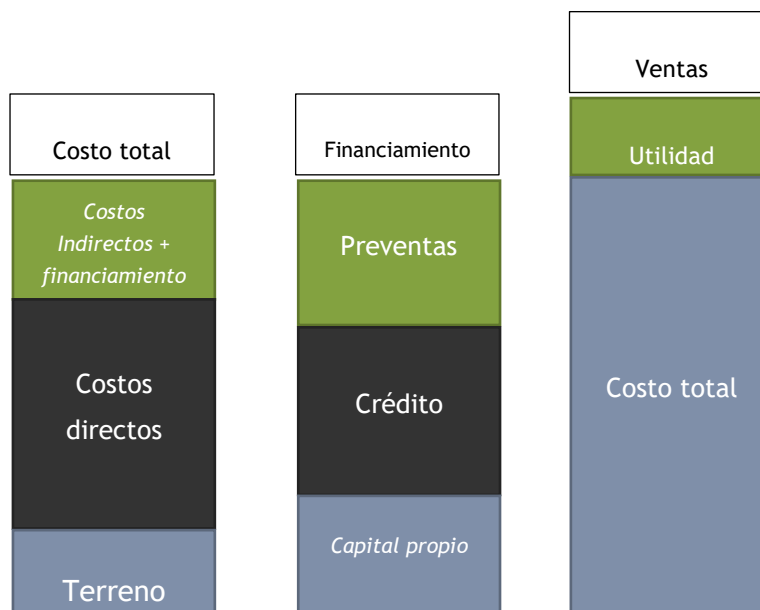 Costo total
Costos
Indirectos +
financiamiento
Costos
directos
Terreno
Financiamiento
Preventas
Crédito
Capital propio
Ventas
Utilidad
Costo total